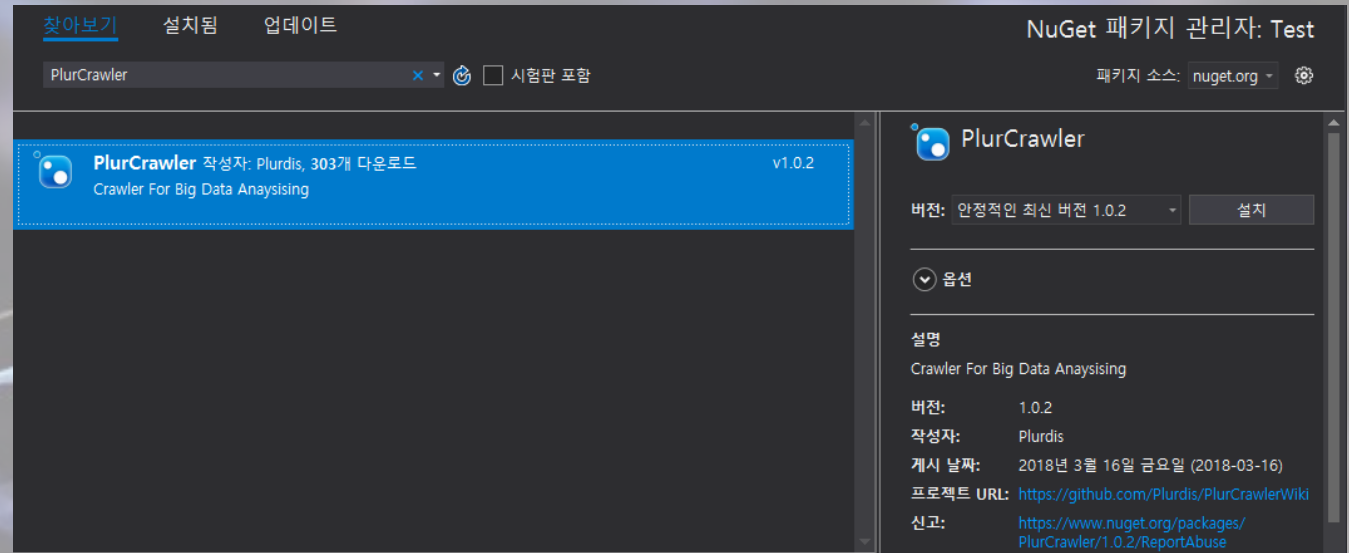 찾아보기 설치됨 업데이트
NuGet 패키지 관리자: Test
PlurCrawler
시험판 포함
패키지 소스: nuget.org
PlurCrawler 작성자: Plurdis, 303개 다운로드
v1.0.2
Crawler For Big Data Anaysising
PlurCrawler
버전: 안정적인 최신 버전 1.0.2
설치
옵션
설명
Crawler For Big Data Anaysising
버전: 1.0.2
작성자: Plurdis
게시 날짜: 2018년 3월 16일 금요일 (2018-03-16)
프로젝트 URL: https://github.com/Plurdis/PlurCrawlerWiki
신고: https://www.nuget.org/packages/
PlurCrawler/1.0.2/ReportAbuse